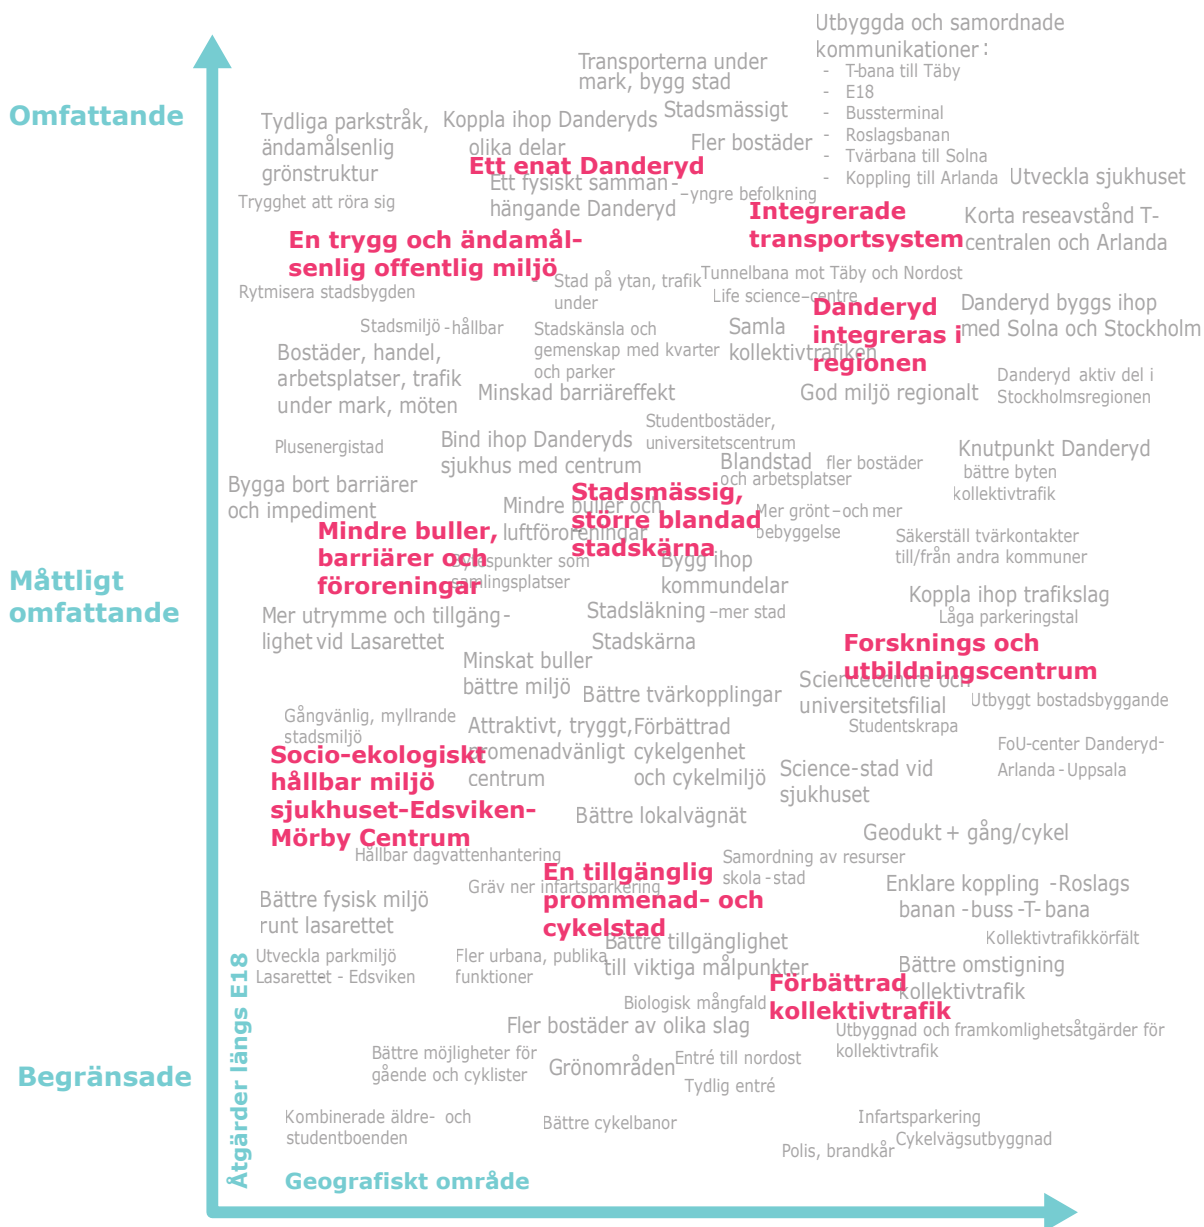 Utbyggda och samordnade
kommunikationer:
- T-bana till Täby
- E18
- Bussterminal
- Roslagsbanan
- Tvärbana till Solna
- Koppling till Arlanda
Transporterna under
mark, bygg stad
Omfattande
Stadsmässigt
Tydliga parkstråk,
ändamålsenlig
grönstruktur
Koppla ihop Danderyds
olika delar
Fler bostäder
Ett enat Danderyd
Utveckla sjukhuset
Ett fysiskt samman-
hängande Danderyd
–yngre befolkning
Trygghet att röra sig
Integrerade
transportsystem
Korta reseavstånd T-
centralen och Arlanda
En trygg och ändamål-
senlig offentlig miljö
Tunnelbana mot Täby och Nordost
Stad på ytan, trafik
under
Life science–centre
Rytmisera stadsbygden
Danderyd
integreras i
regionen
Danderyd byggs ihop
med Solna och Stockholm
Stadsmiljö -hållbar
Stadskänsla och
gemenskap med kvarter
och parker
Samla
kollektivtrafiken
Bostäder, handel,
arbetsplatser, trafik
under mark, möten
Minskad barriäreffekt
God miljö regionalt
Danderyd aktiv del i
Stockholmsregionen
Studentbostäder,
universitetscentrum
Plusenergistad
Bind ihop Danderyds
sjukhus med centrum
Blandstad fler bostäder
och arbetsplatser
Knutpunkt Danderyd
bättre byten
kollektivtrafik
Bygga bort barriärer
och impediment
Mindre buller och
luftföroreningar
Stadsmässig,
större blandad
stadskärna
Mer grönt–och mer
bebyggelse
Mindre buller,
barriärer och
föroreningar
Säkerställ tvärkontakter
till/från andra kommuner
Bytespunkter som
samlingsplatser
Bygg ihop
kommundelar
Måttligt
omfattande
Koppla ihop trafikslag
Låga parkeringstal
Mer utrymme och tillgäng-
lighet vid Lasarettet
Stadsläkning –mer stad
Stadskärna
Forsknings och
utbildningscentrum
Minskat buller
bättre miljö
Bättre tvärkopplingar
Sciencecentre och
universitetsfilial
Utbyggt bostadsbyggande
Studentskrapa
Gångvänlig, myllrande
stadsmiljö
Attraktivt, tryggt,
promenadvänligt
centrum
Förbättrad
cykelgenhet
och cykelmiljö
FoU-center Danderyd-
Arlanda-Uppsala
Socio-ekologiskt
hållbar miljö
sjukhuset-Edsviken-
Mörby Centrum
Science-stad vid
sjukhuset
Bättre lokalvägnät
Geodukt + gång/cykel
Hållbar dagvattenhantering
Samordning av resurser
skola-stad
En tillgänglig
prommenad- och
cykelstad
Gräv ner infartsparkering
Enklare koppling -Roslags
banan -buss -T- bana
Bättre fysisk miljö
runt lasarettet
Kollektivtrafikkörfält
Bättre tillgänglighet
till viktiga målpunkter
Utveckla parkmiljö
Lasarettet - Edsviken
Fler urbana, publika
funktioner
Bättre omstigning
kollektivtrafik
Förbättrad
kollektivtrafik
Biologisk mångfald
Fler bostäder av olika slag
Utbyggnad och framkomlighetsåtgärder för
kollektivtrafik
Bättre möjligheter för
gående och cyklister
Grönområden
Entré till nordost
Tydlig entré
Begränsade
Kombinerade äldre- och
studentboenden
Bättre cykelbanor
Infartsparkering
Cykelvägsutbyggnad
Polis, brandkår
Åtgärder längs E18
Geografiskt område